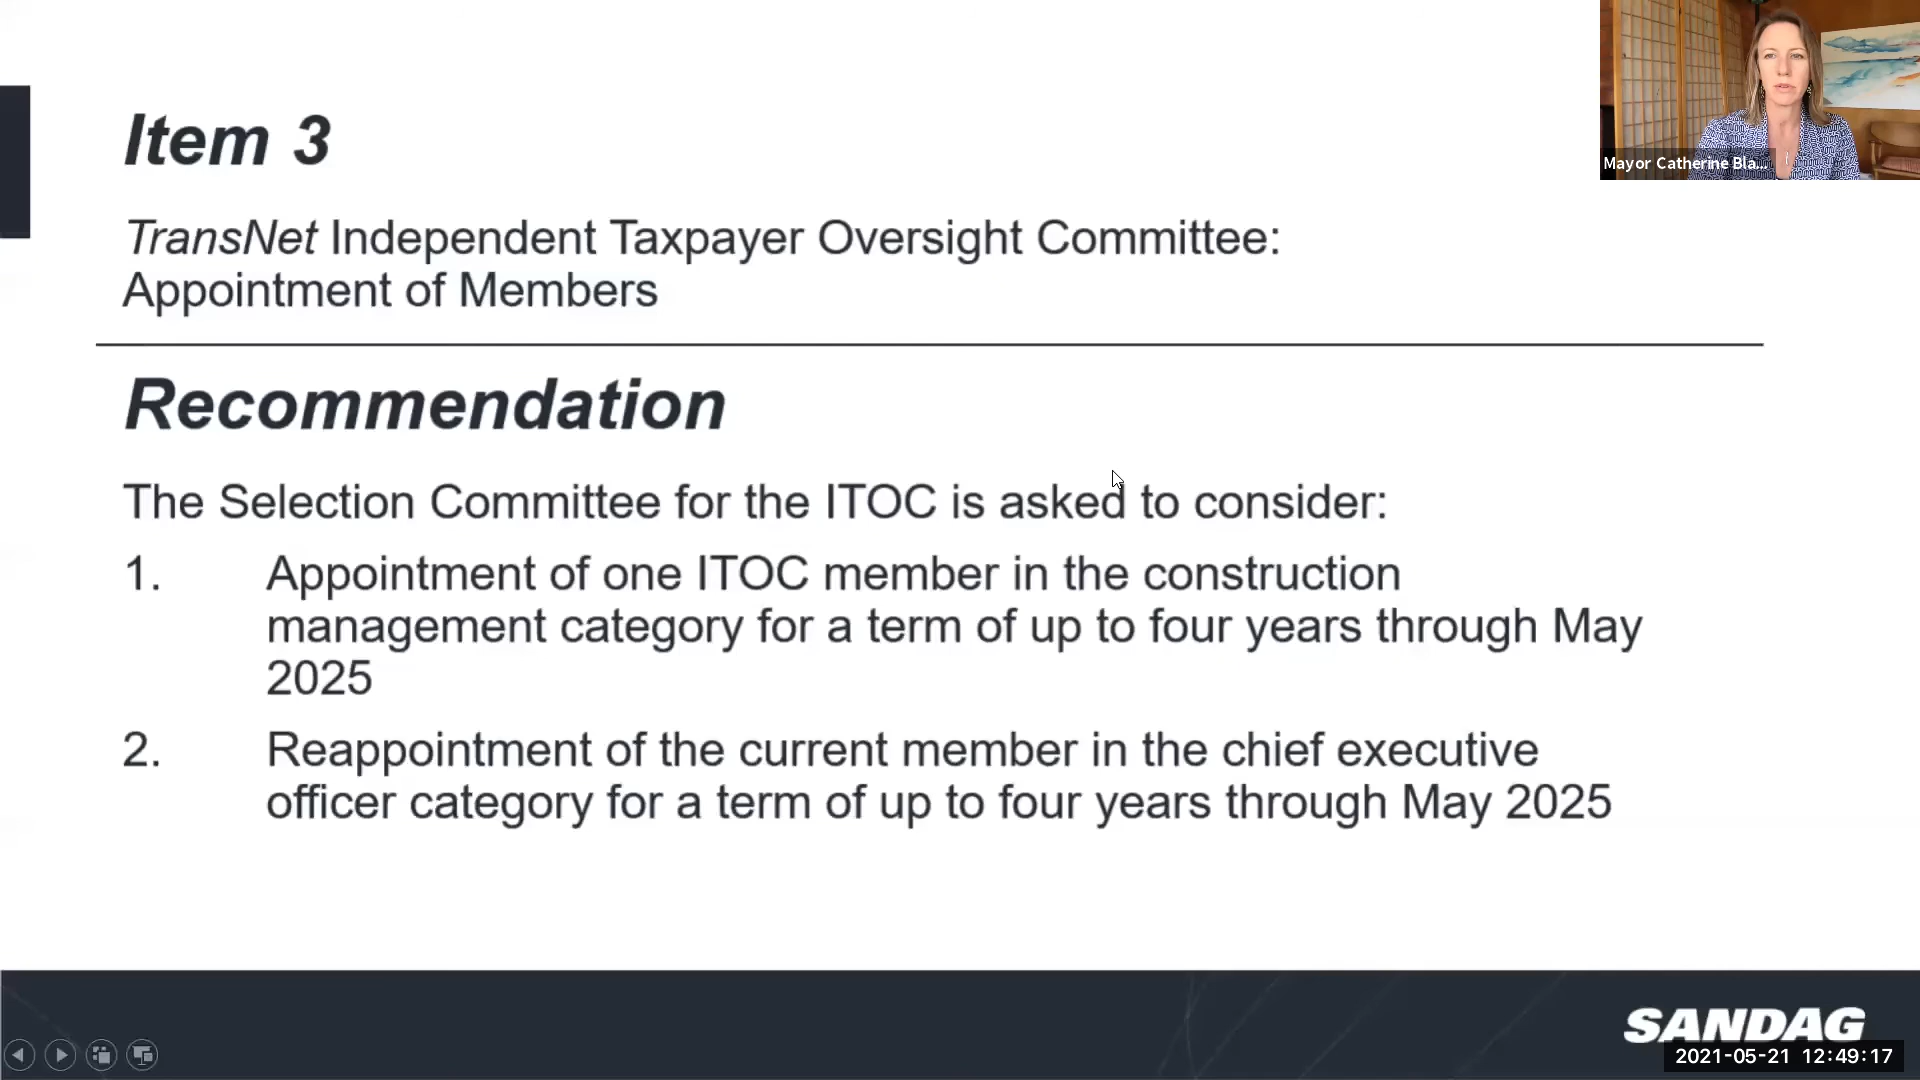 Item 3
TransNet Independent Taxpayer Oversight Committee:
Appointment of Members
Recommendation
The Selection Committee for the ITOC is asked to consider:
1. Appointment of one ITOC member in the construction
management category for a term of up to four years through May
2025
2. Reappointment of the current member in the chief executive
officer category for a term of up to four years through May 2025
Mayor Catherine Bla...
SANDAG
2021-05-21 12:49:17